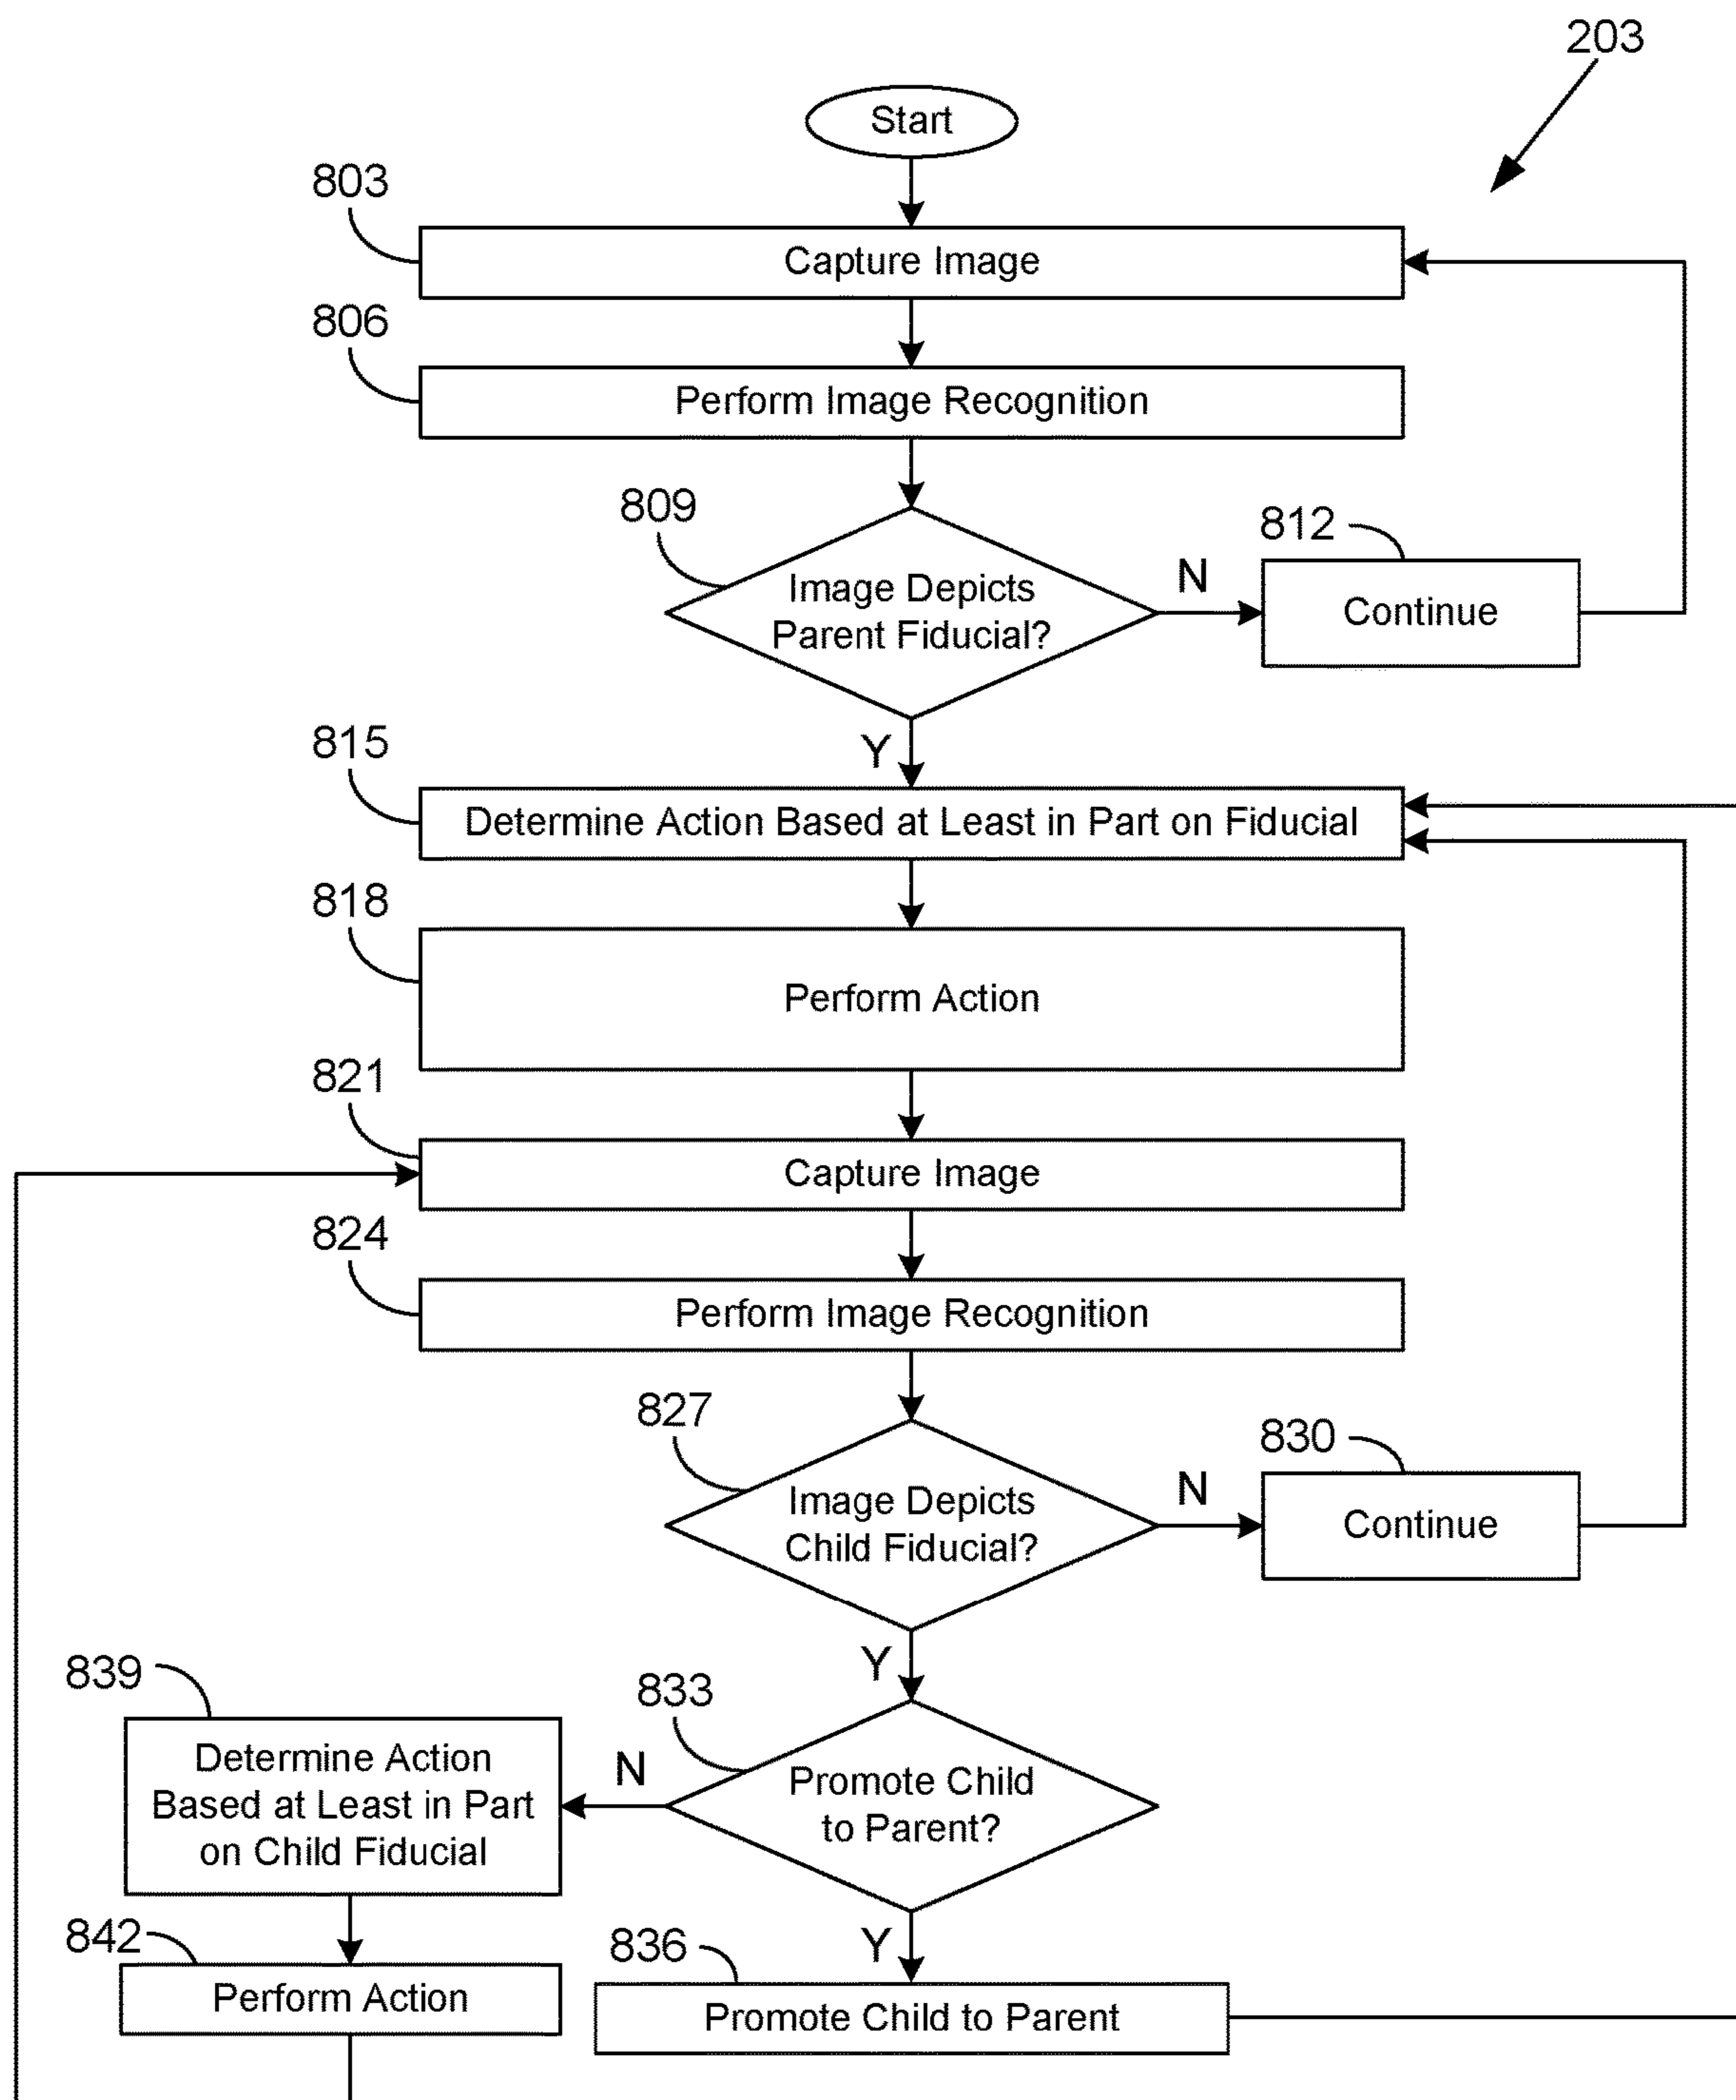 203
Start
803
Capture Image
806
Perform Image Recognition
809
Image Depicts
Parent Fiducial?
N
812
Continue
Y
815
Determine Action Based at Least in Part on Fiducial
818
Perform Action
821
Capture Image
824
Perform Image Recognition
827
Image Depicts
Child Fiducial?
N
830
Continue
Y
833
Promote Child
to Parent?
N
839
Determine Action
Based at Least in Part
on Child Fiducial
842
Perform Action
Y
836
Promote Child to Parent